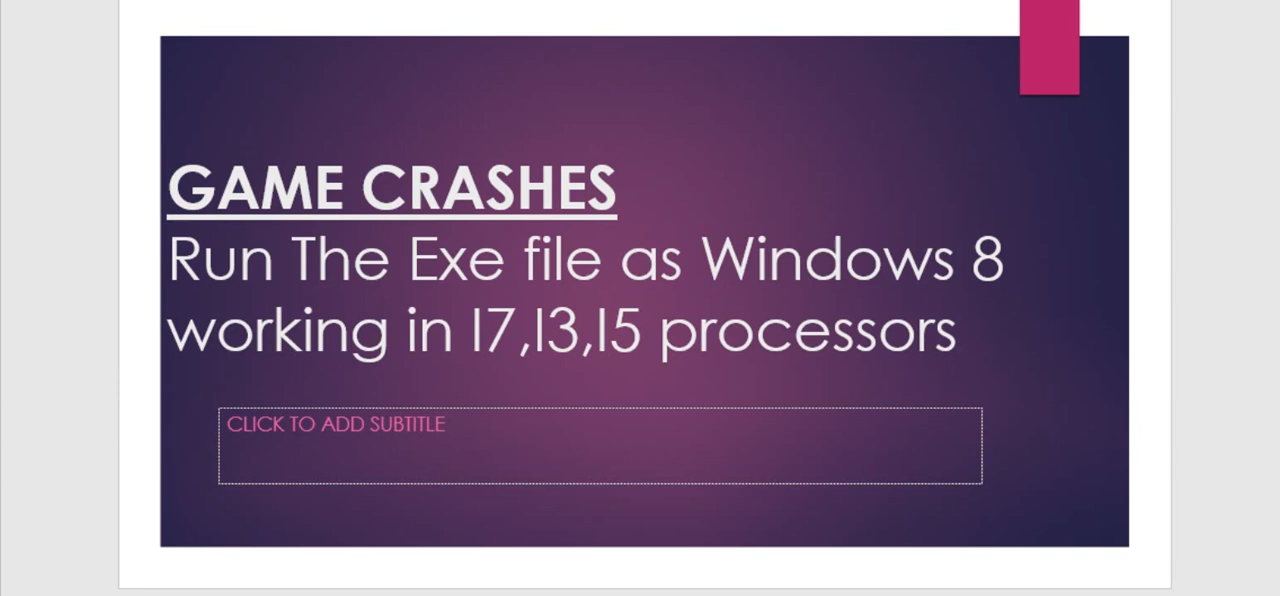 GAME CRASHES
Run The Exe file as Windows 8
working in I7,I3,I5 processors
CLICK TO ADD SUBTITLE